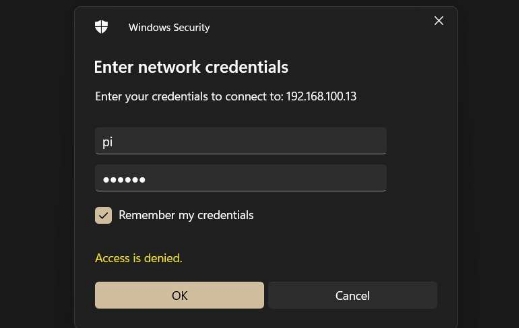 Windows Security
Enter network credentials
Enter your credentials to connect to: 192.168.100.13
pi
●●●●●●
Remember my credentials
Access is denied.
OK
Cancel